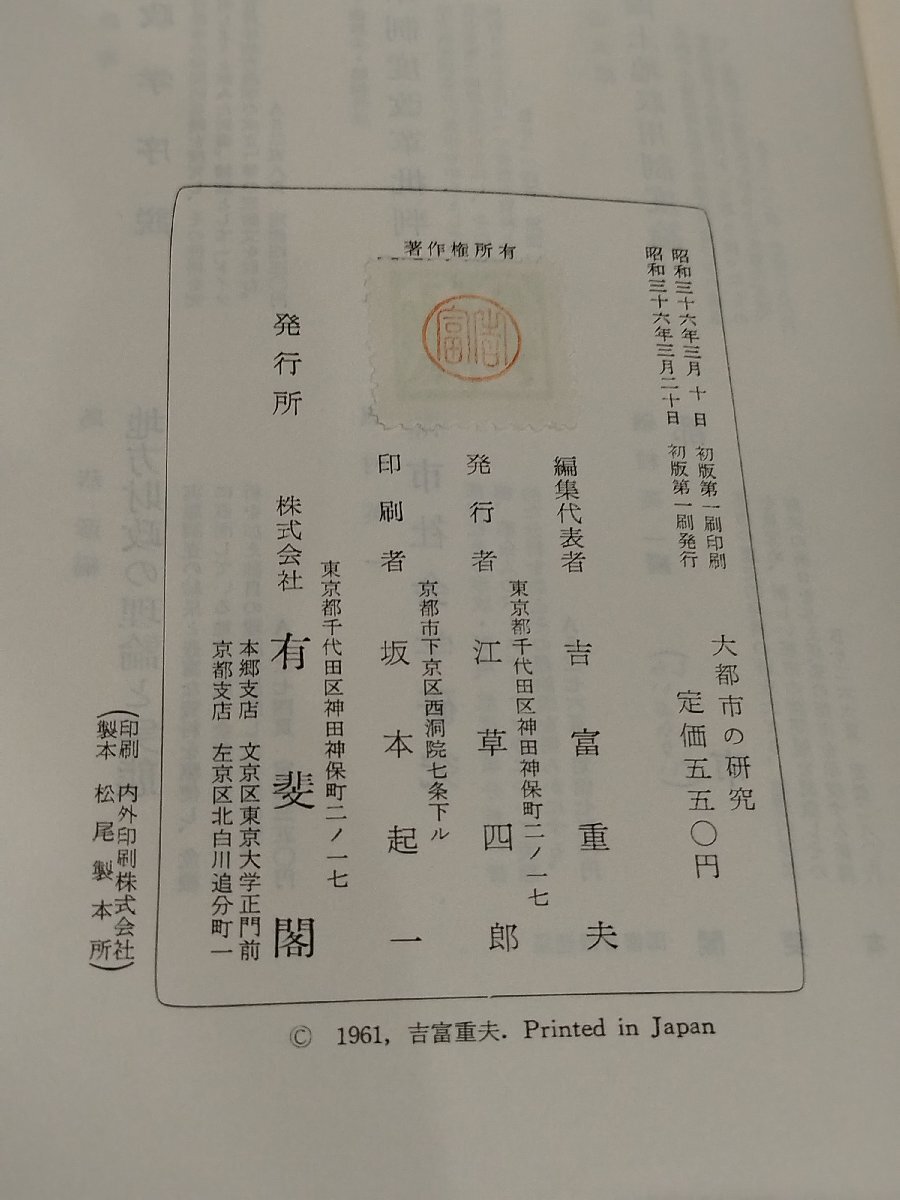 昭和三十六年三月 十 日 初版第一刷印刷
昭和三十六年三月二十日 初版第一刷発行
大都市の研究
定価五五〇円
著作権所有
吉富
編集代表者 吉富重夫
東京都千代田区神田神保町二ノ一七
発行者 江草四郎
京都市下京区西洞院七条下ル
印刷者 坂本起一
東京都千代田区神田神保町二ノ一七
発行所 株式会社 有斐閣
本郷支店 文京区東京大学正門前
京都支店 左京区北白川追分町一
(印刷 内外印刷株式会社
製本 松尾製本所)
© 1961, 吉富重夫. Printed in Japan